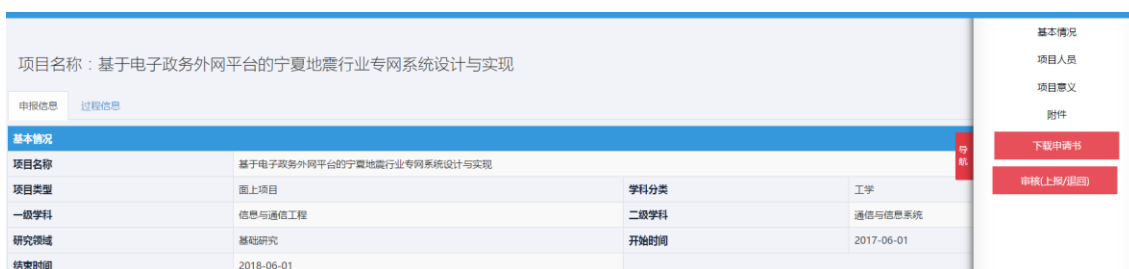 项目名称：基于电子政务外网平台的宁夏地震行业专网系统设计与实现
申报信息 过程信息
基本情况
项目名称 基于电子政务外网平台的宁夏地震行业专网系统设计与实现
项目类型 面上项目 学科分类 工学
一级学科 信息与通信工程 二级学科 通信与信息系统
研究领域 基础研究 开始时间 2017-06-01
结束时间 2018-06-01
导航
基本情况
项目人员
项目意义
附件
下载申请书
审核(上报/退回)